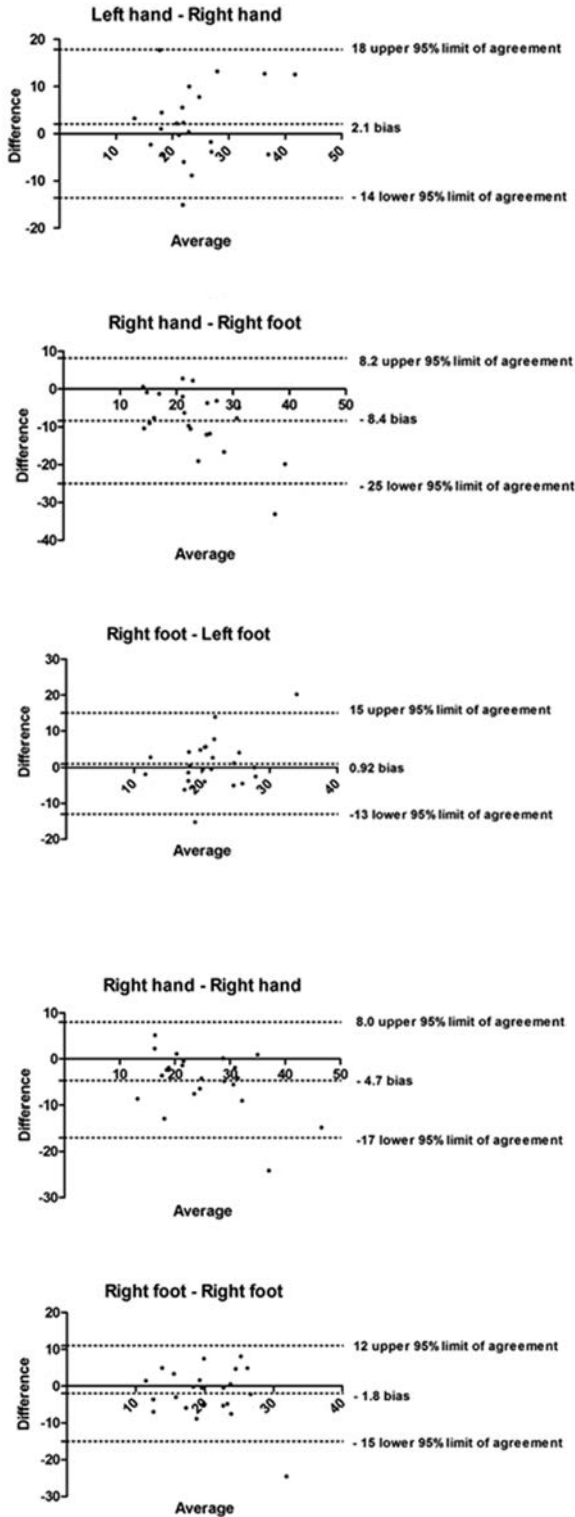 Left hand - Right hand
20
18 upper 95% limit of agreement
10
Difference
2.1 bias
0
10
20
30
40
50
-10
- 14 lower 95% limit of agreement
-20
Average
Right hand - Right foot
10
8.2 upper 95% limit of agreement
0
10
20
30
40
50
Difference
-10
- 8.4 bias
-20
- 25 lower 95% limit of agreement
-30
-40
Average
Right foot - Left foot
30
20
15 upper 95% limit of agreement
Difference
10
0.92 bias
0
10
20
30
40
-10
-13 lower 95% limit of agreement
-20
Average
Right hand - Right hand
10
8.0 upper 95% limit of agreement
0
10
20
30
40
50
Difference
- 4.7 bias
-10
-17 lower 95% limit of agreement
-20
-30
Average
Right foot - Right foot
20
12 upper 95% limit of agreement
10
Difference
0
- 1.8 bias
10
20
30
40
-10
- 15 lower 95% limit of agreement
-20
-30
Average